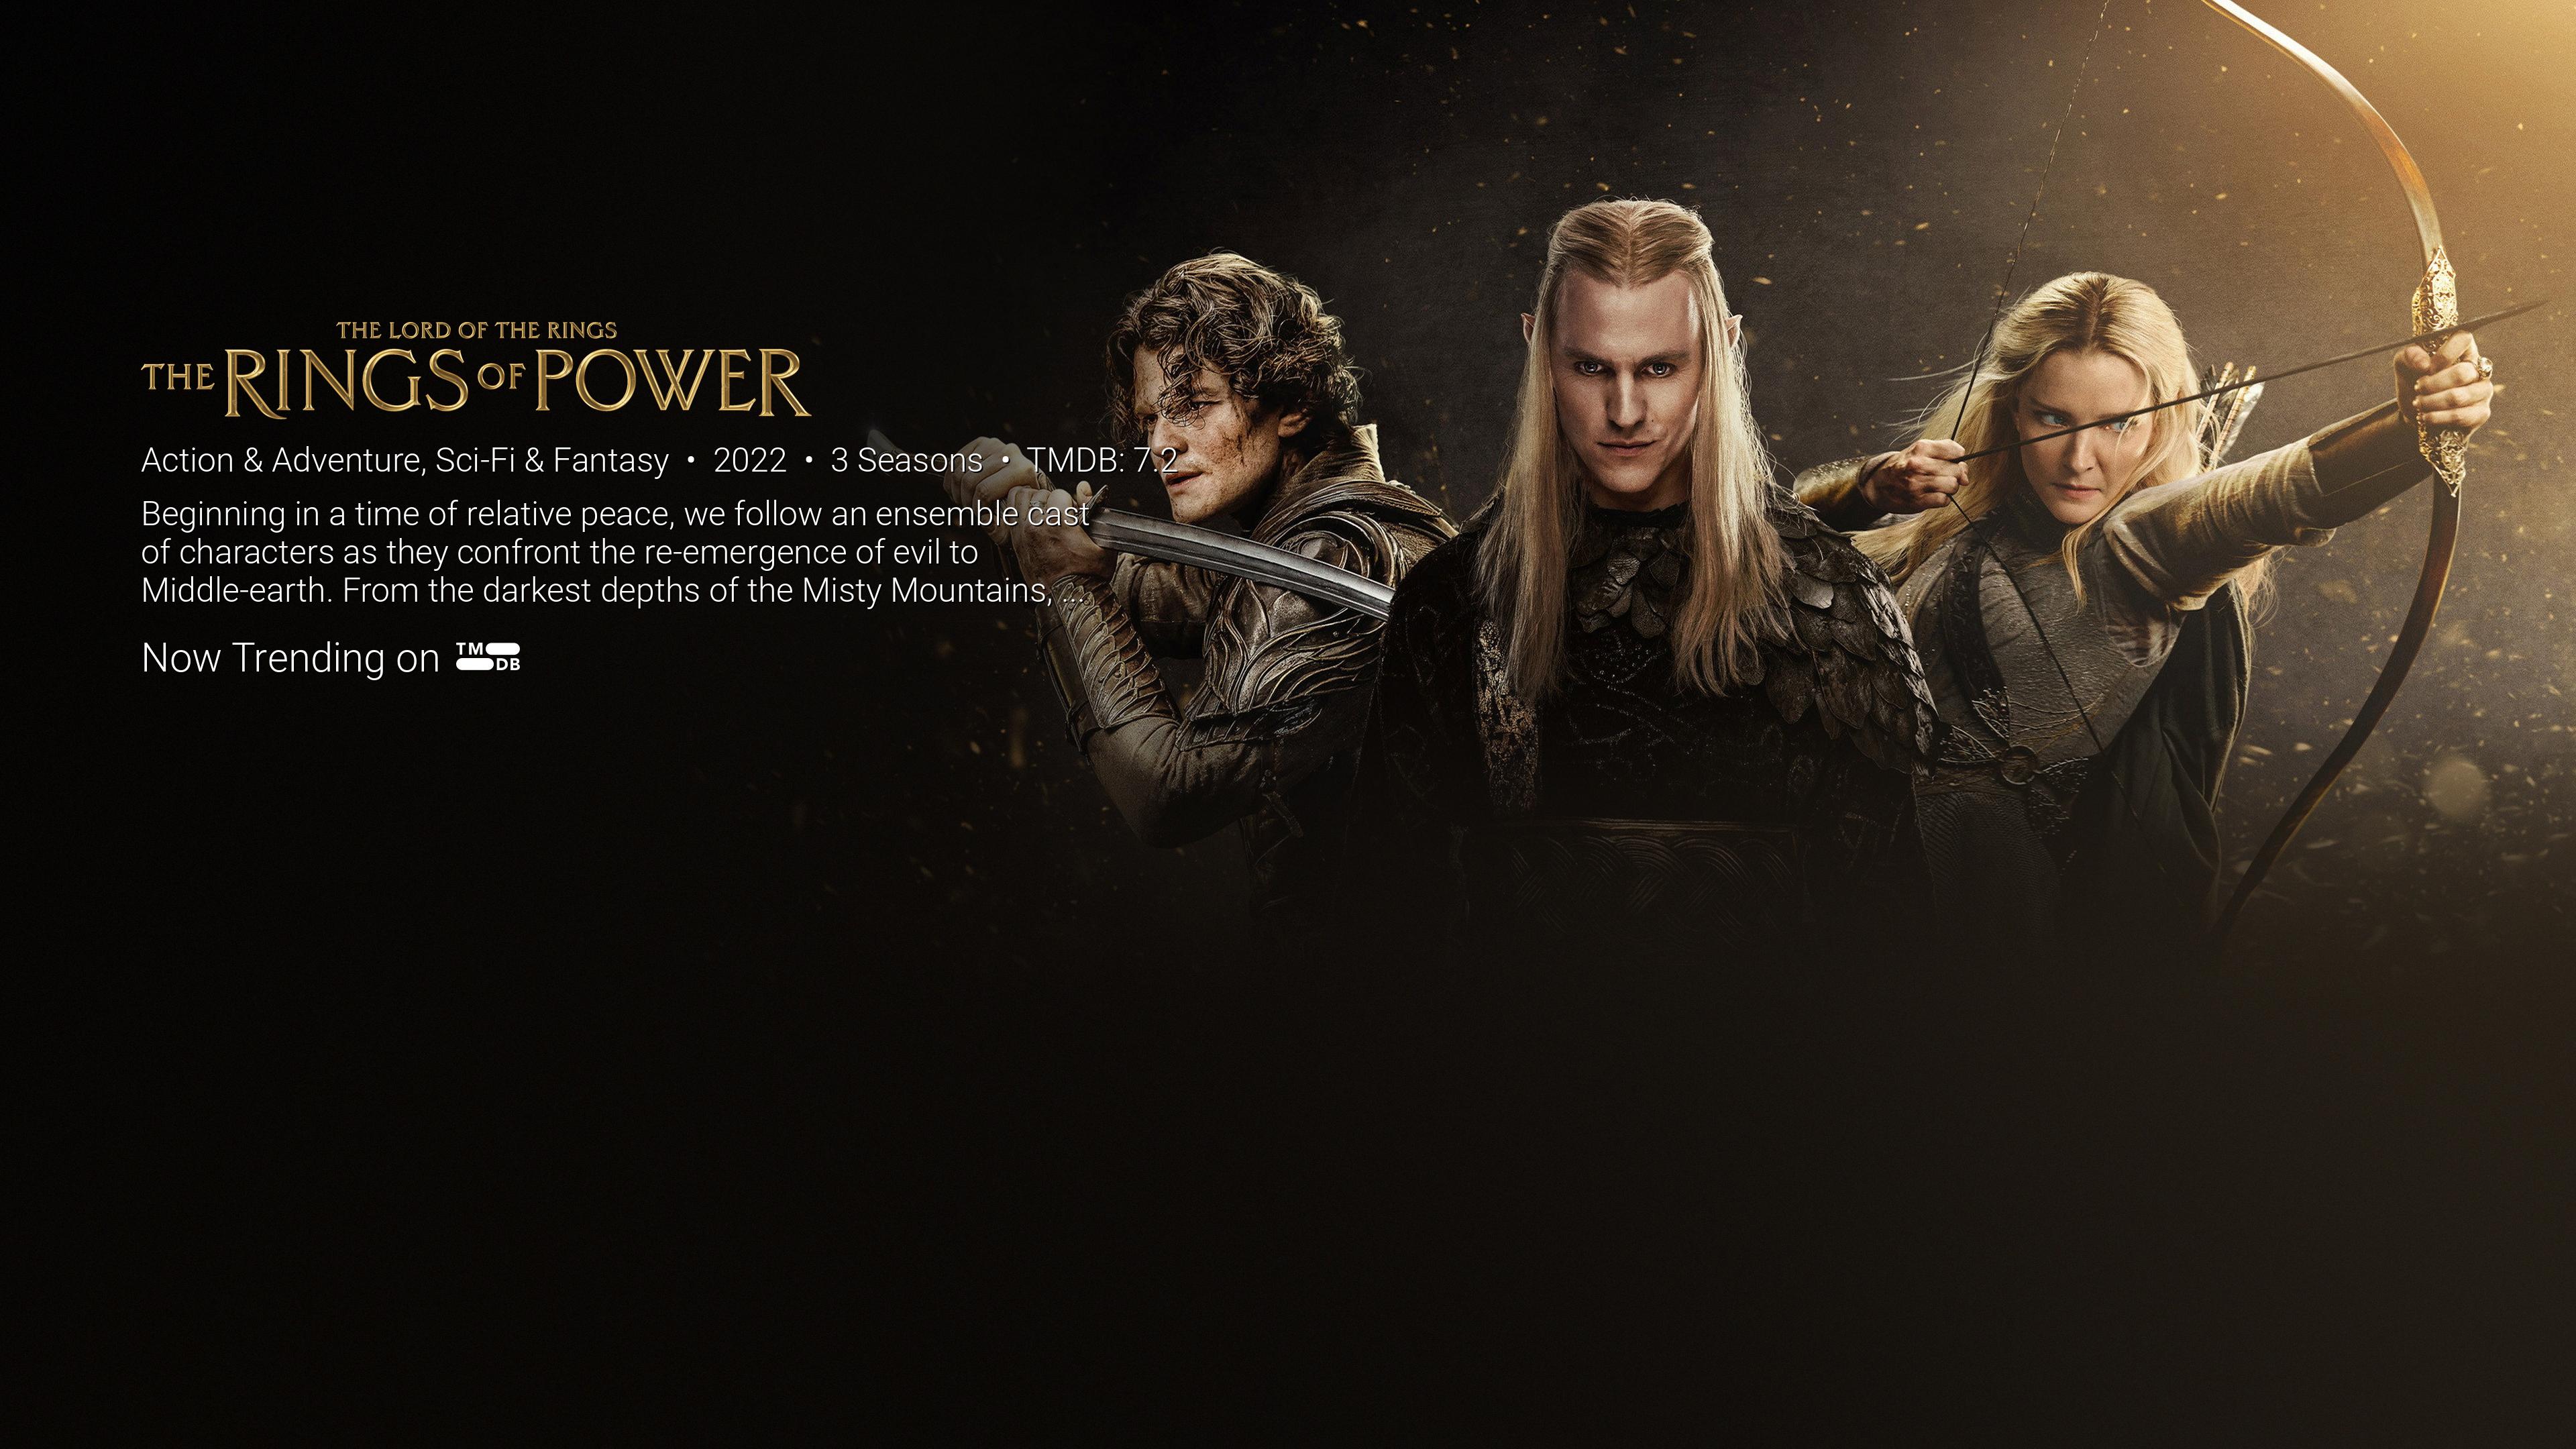 THE LORD OF THE RINGS
THE RINGS OF POWER
Action & Adventure, Sci-Fi & Fantasy • 2022 • 3 Seasons • TMDB: 7.2
Beginning in a time of relative peace, we follow an ensemble cast
of characters as they confront the re-emergence of evil to
Middle-earth. From the darkest depths of the Misty Mountains, ...
Now Trending on TMDB